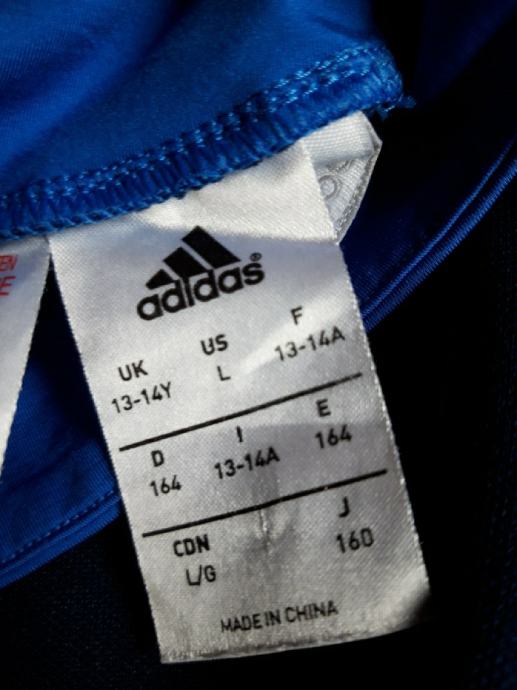 adidas®
UK US F
13-14Y L 13-14A
D I E
164 13-14A 164
CDN J
L/G 160
MADE IN CHINA